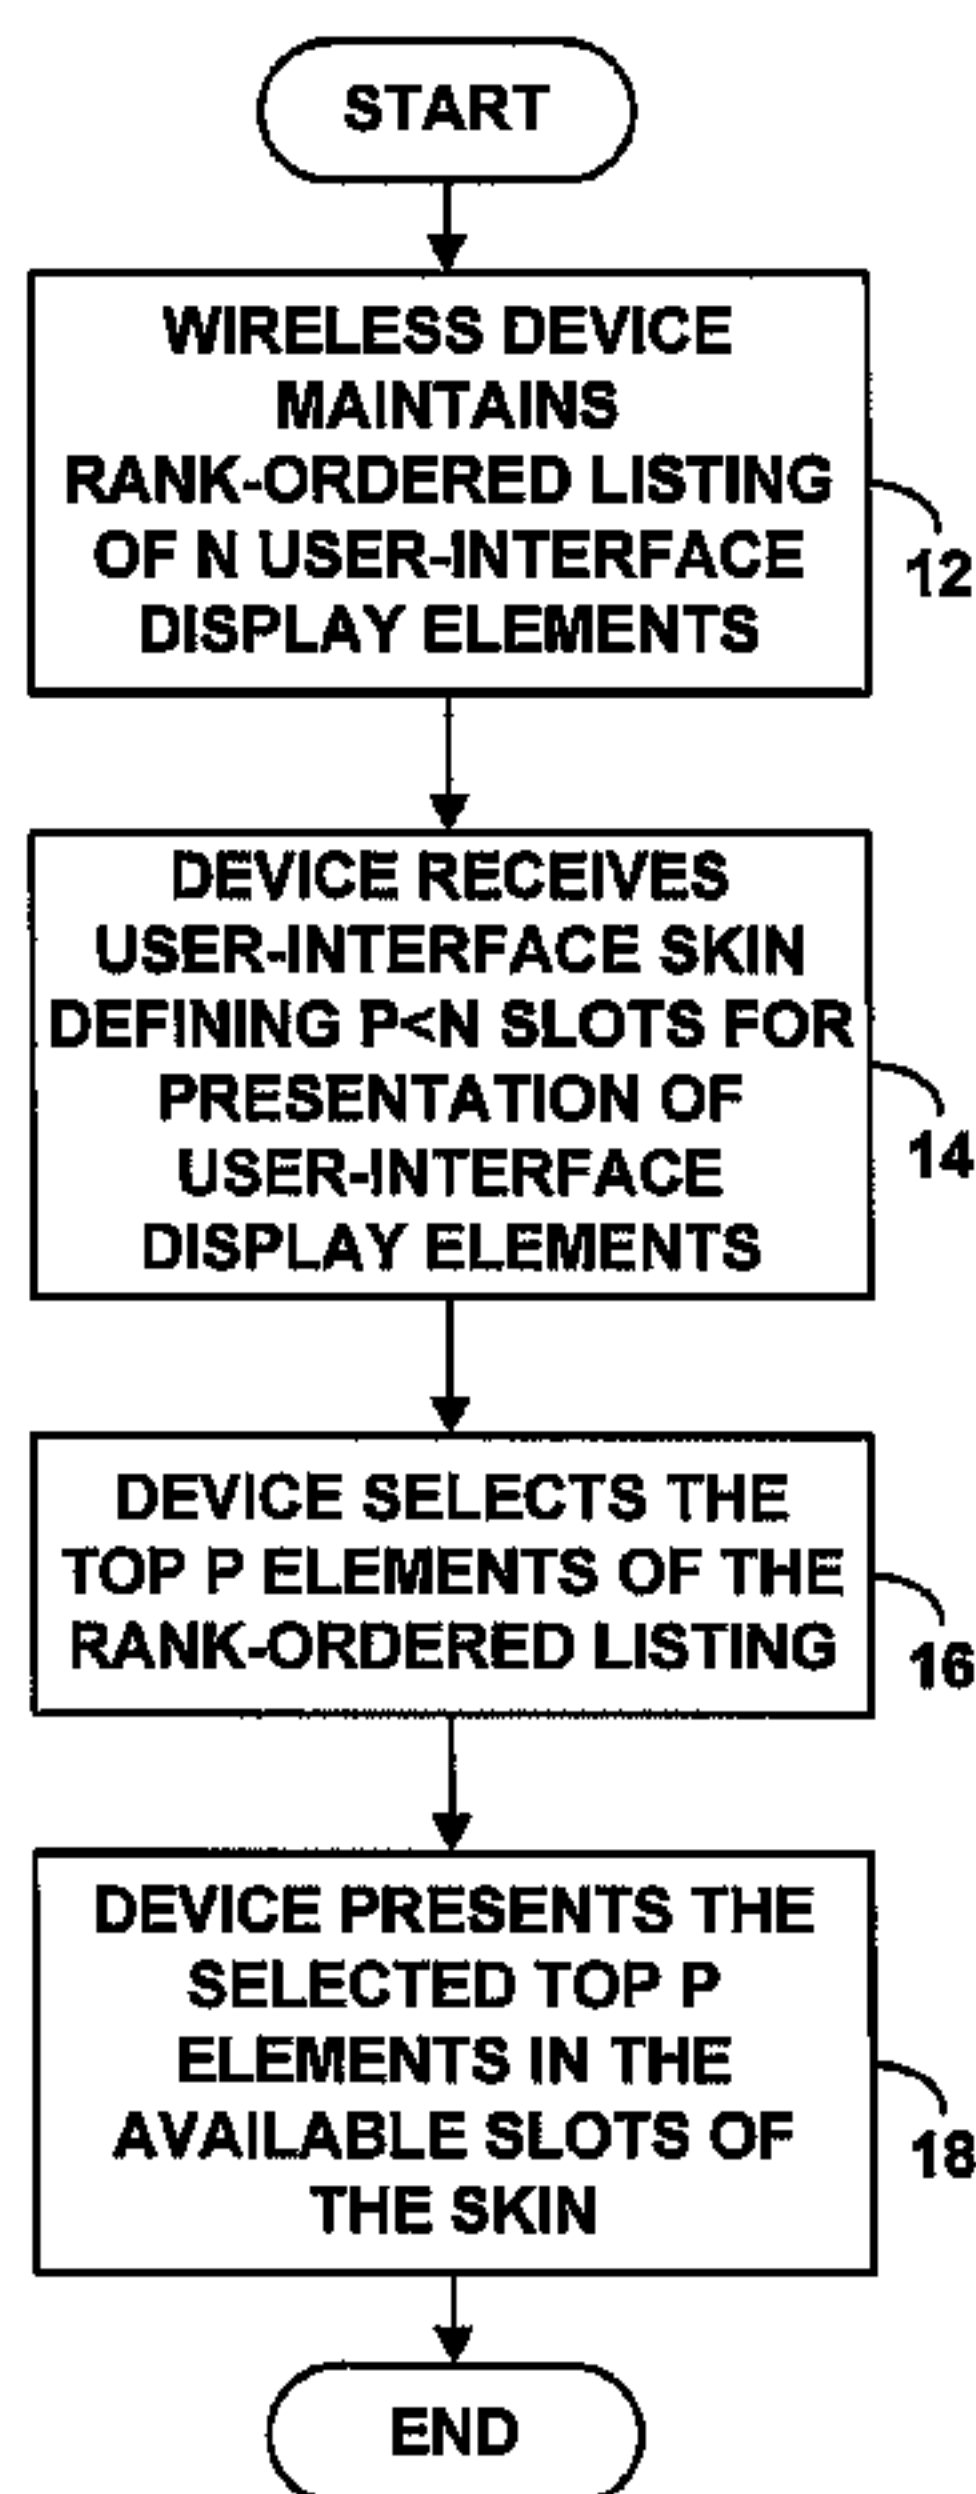 START
WIRELESS DEVICE
MAINTAINS
RANK-ORDERED LISTING
OF N USER-INTERFACE
DISPLAY ELEMENTS
12
DEVICE RECEIVES
USER-INTERFACE SKIN
DEFINING P<N SLOTS FOR
PRESENTATION OF
USER-INTERFACE
DISPLAY ELEMENTS
14
DEVICE SELECTS THE
TOP P ELEMENTS OF THE
RANK-ORDERED LISTING
16
DEVICE PRESENTS THE
SELECTED TOP P
ELEMENTS IN THE
AVAILABLE SLOTS OF
THE SKIN
18
END